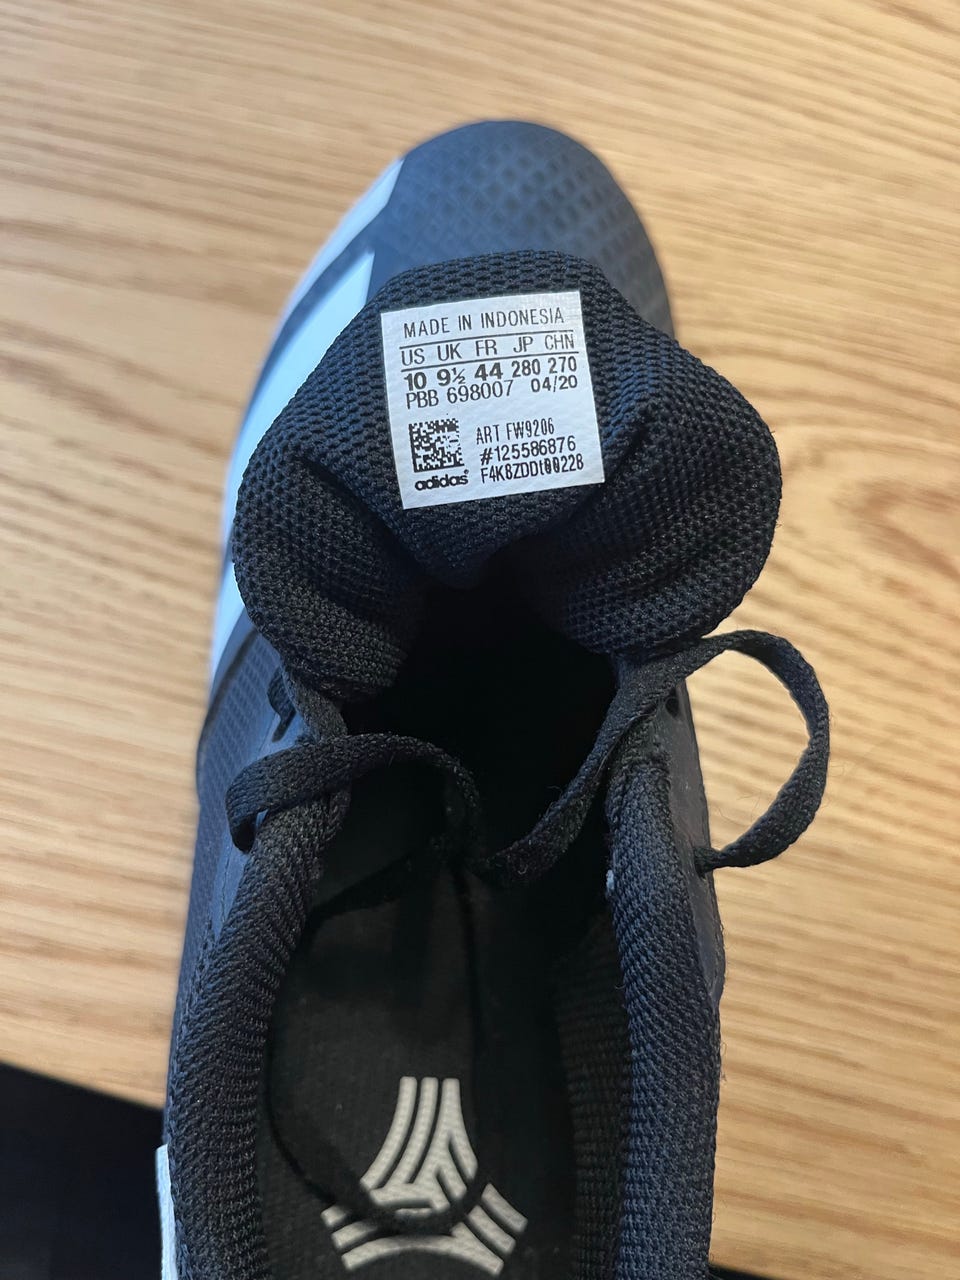 MADE IN INDONESIA
US UK FR JP CHN
10 9½ 44 280 270
PBB 698007 04/20
ART FW9206
#125586876
F4K8ZDDt00228
adidas®